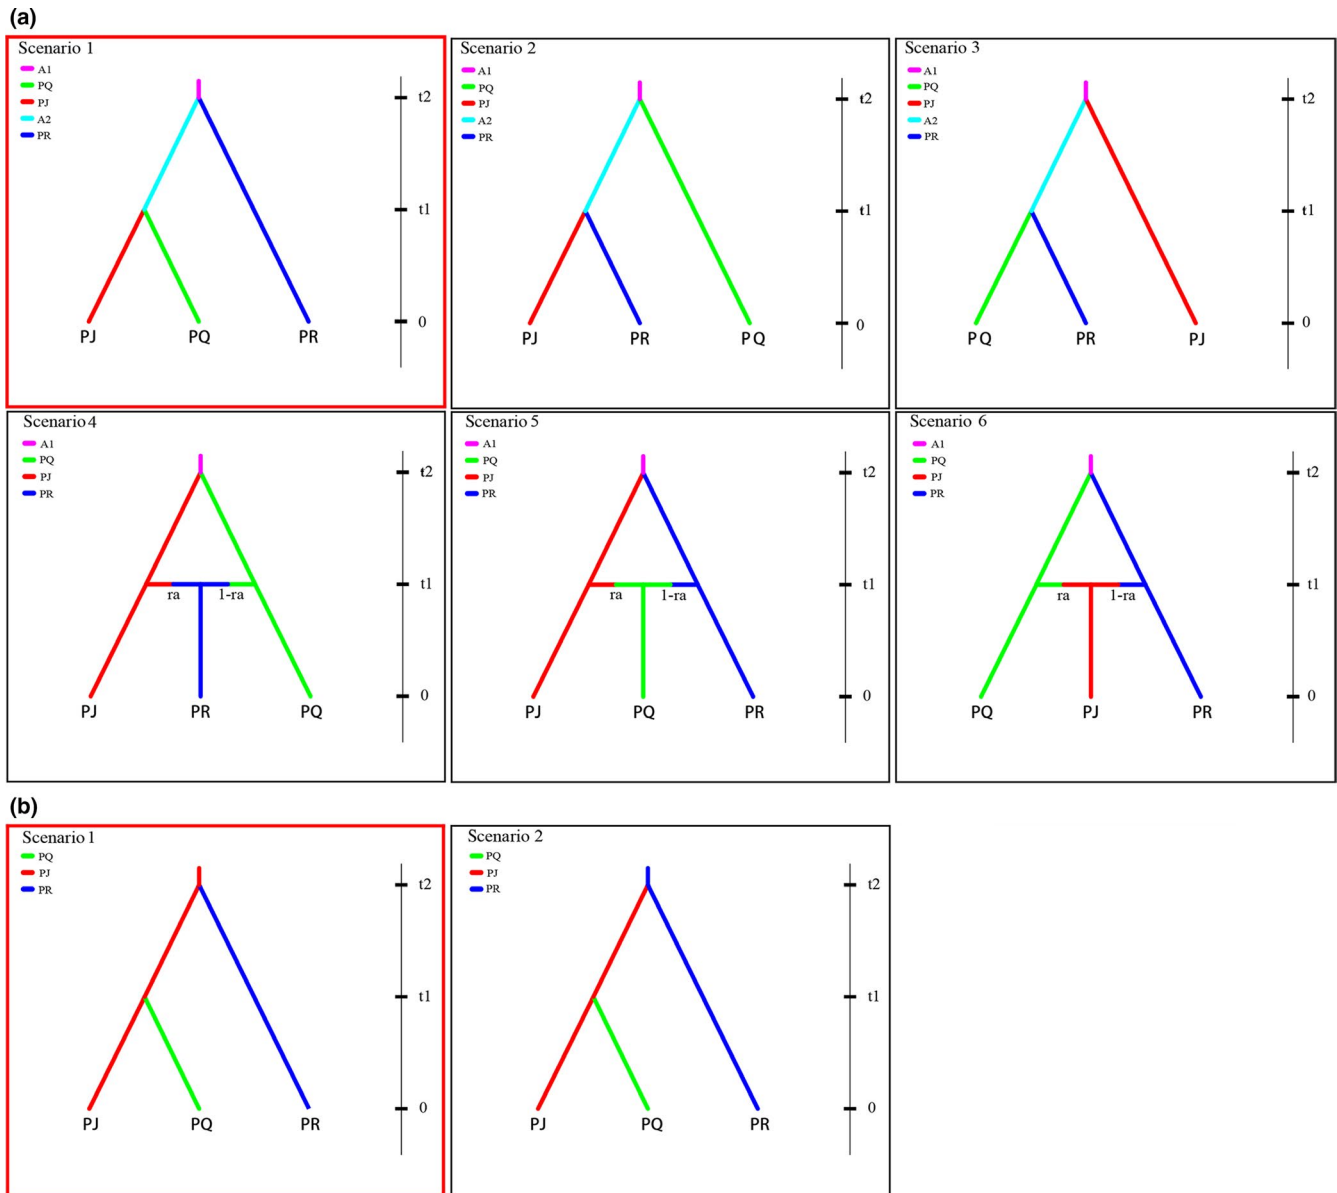 (a)
Scenario 1
A1
PQ
PJ
A2
PR
t2
t1
0
PJ PQ PR
Scenario 2
A1
PQ
PJ
A2
PR
t2
t1
0
PJ PR PQ
Scenario 3
A1
PQ
PJ
PR
t2
t1
0
PQ PR PJ
Scenario 4
A1
PQ
PJ
PR
t2
t1
ra 1-ra
0
PJ PR PQ
Scenario 5
A1
PQ
PJ
PR
t2
t1
ra 1-ra
0
PJ PQ PR
Scenario 6
A1
PQ
PJ
PR
t2
t1
ra 1-ra
0
PQ PJ PR
(b)
Scenario 1
PQ
PJ
PR
t2
t1
0
PJ PQ PR
Scenario 2
PQ
PJ
PR
t2
t1
0
PJ PQ PR